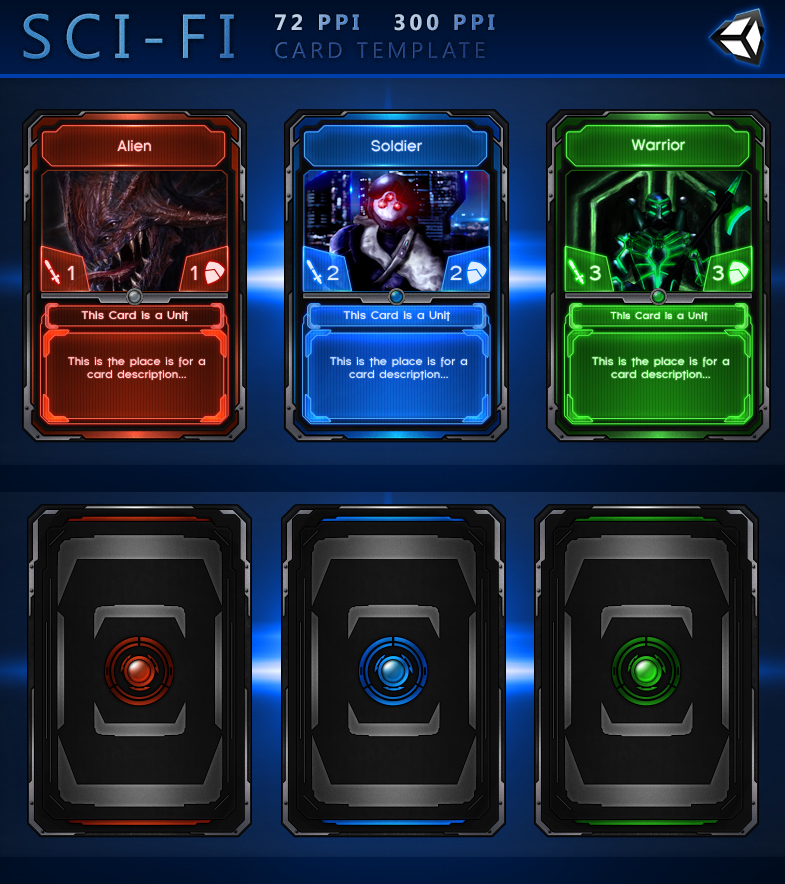 SCI-FI
72 PPI 300 PPI
CARD TEMPLATE
Alien
1 1
This Card is a Unit
This is the place is for a
card description...
Soldier
2 2
This Card is a Unit
This is the place is for a
card description...
Warrior
3 3
This Card is a Unit
This is the place is for a
card description...